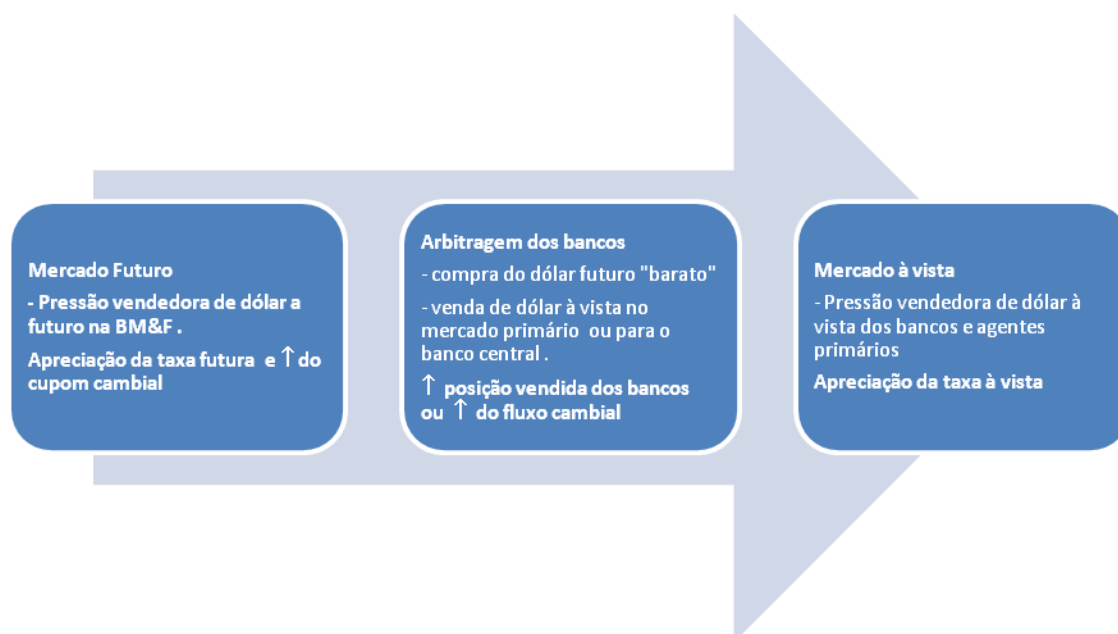 Mercado Futuro
- Pressão vendedora de dólar a
futuro na BM&F .
Apreciação da taxa futura e ↑ do
cupom cambial
Arbitragem dos bancos
- compra do dólar futuro "barato"
- venda de dólar à vista no
mercado primário ou para o
banco central .
↑ posição vendida dos bancos
ou ↑ do fluxo cambial
Mercado à vista
- Pressão vendedora de dólar à
vista dos bancos e agentes
primários
Apreciação da taxa à vista